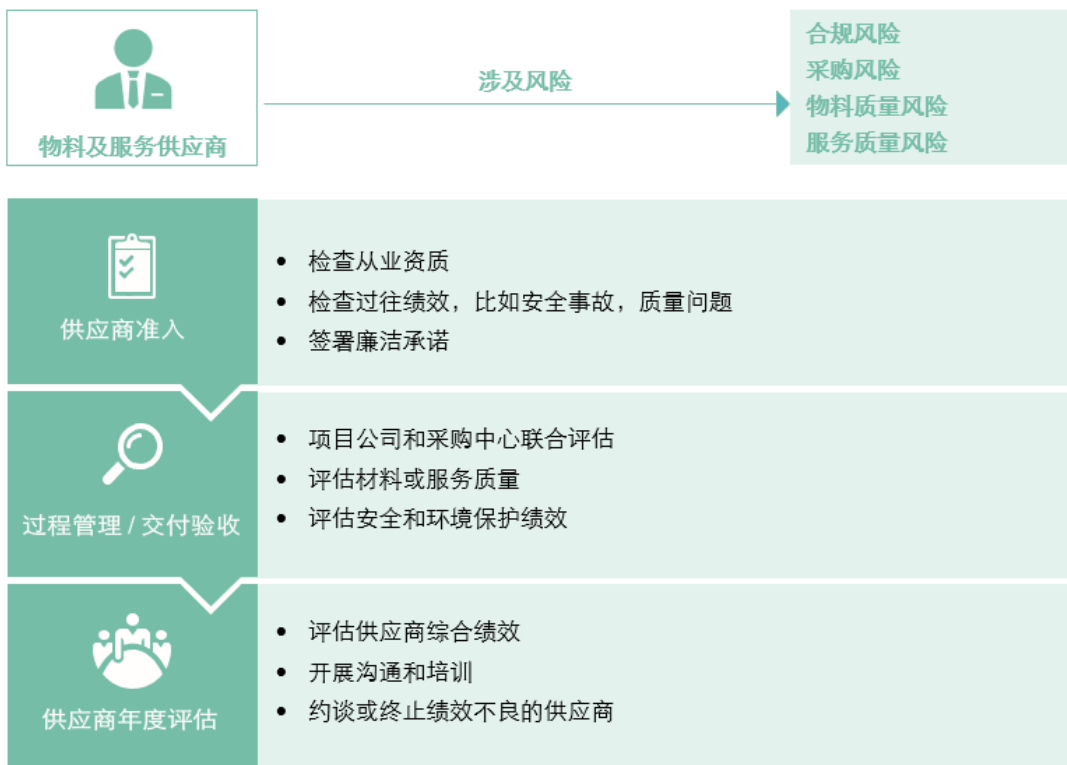 物料及服务供应商
涉及风险
合规风险
采购风险
物料质量风险
服务质量风险
供应商准入
• 检查从业资质
• 检查过往绩效，比如安全事故，质量问题
• 签署廉洁承诺
过程管理 / 交付验收
• 项目公司和采购中心联合评估
• 评估材料或服务质量
• 评估安全和环境保护绩效
供应商年度评估
• 评估供应商综合绩效
• 开展沟通和培训
• 约谈或终止绩效不良的供应商